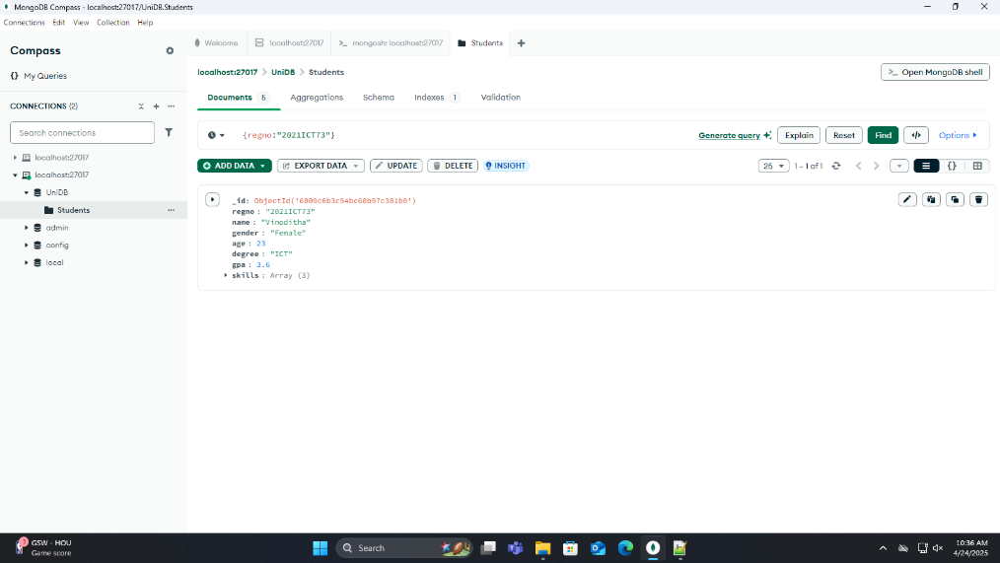 MongoDB Compass - localhost:27017/UniDB.Students
Connections Edit View Collection Help
Compass
{} My Queries
CONNECTIONS (2)
Search connections
localhost:27017
localhost:27017
UniDB
Students
admin
config
local
Welcome
localhost:27017
>_ mongosh: localhost:27017
Students
localhost:27017 > UniDB > Students
>_ Open MongoDB shell
Documents 5 Aggregations Schema Indexes 1 Validation
{regno:"2021ICT73"}
Generate query Explain Reset Find </> Options
ADD DATA EXPORT DATA UPDATE DELETE INSIGHT
25 1 – 1 of 1 {}
_id: ObjectId('6809c0b3c54bc68b97c381b0')
regno : "2021ICT73"
name : "Vinoditha"
gender : "Female"
age : 23
degree : "ICT"
gpa : 3.6
skills : Array (3)
1
GSW - HOU
Game score
Search
10:36 AM
4/24/2025